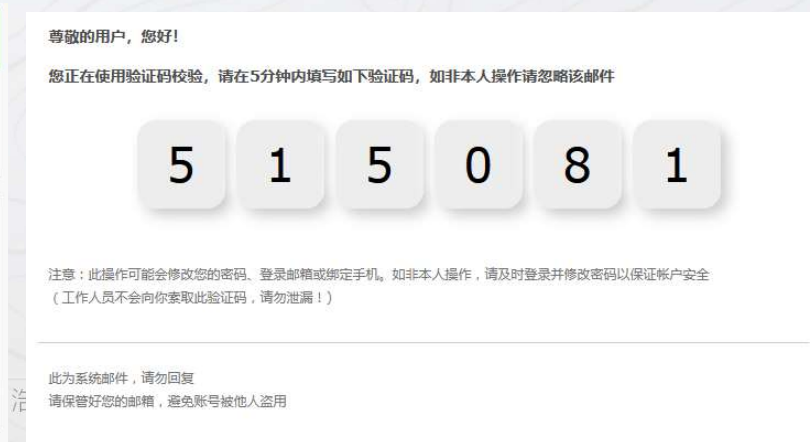 尊敬的用户，您好！
您正在使用验证码校验，请在5分钟内填写如下验证码，如非本人操作请忽略该邮件
5 1 5 0 8 1
注意：此操作可能会修改您的密码、登录邮箱或绑定手机。如非本人操作，请及时登录并修改密码以保证帐户安全
（工作人员不会向你索取此验证码，请勿泄漏！）
此为系统邮件，请勿回复
请保管好您的邮箱，避免账号被他人盗用